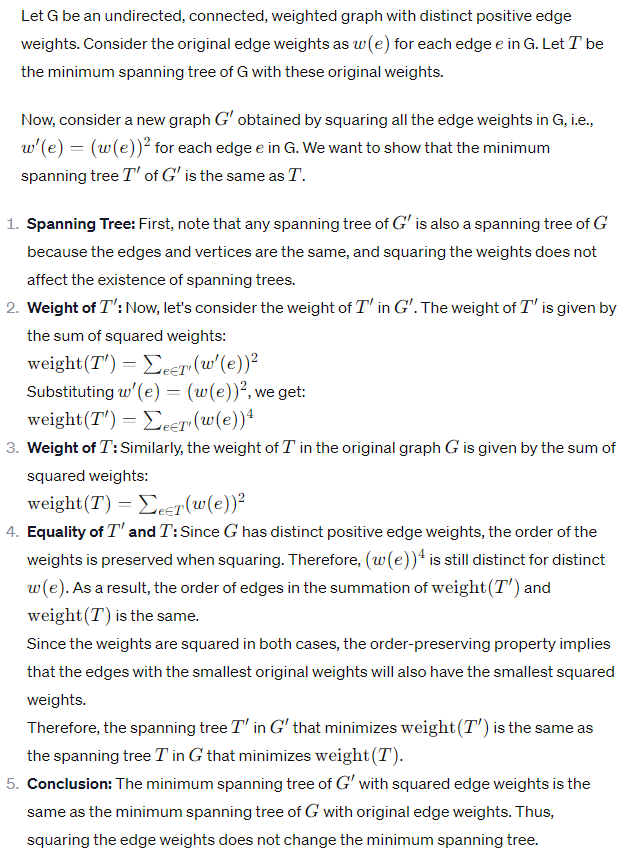 Let G be an undirected, connected, weighted graph with distinct positive edge
weights. Consider the original edge weights as w(e) for each edge e in G. Let T be
the minimum spanning tree of G with these original weights.
Now, consider a new graph G′ obtained by squaring all the edge weights in G, i.e.,
w′(e) = (w(e))² for each edge e in G. We want to show that the minimum
spanning tree T′ of G′ is the same as T.
1. Spanning Tree: First, note that any spanning tree of G′ is also a spanning tree of G
because the edges and vertices are the same, and squaring the weights does not
affect the existence of spanning trees.
2. Weight of T′: Now, let's consider the weight of T′ in G′. The weight of T′ is given by
the sum of squared weights:
weight(T′) = ∑e∈T′(w′(e))²
Substituting w′(e) = (w(e))², we get:
weight(T′) = ∑e∈T′(w(e))⁴
3. Weight of T: Similarly, the weight of T in the original graph G is given by the sum of
squared weights:
weight(T) = ∑e∈T(w(e))²
4. Equality of T′ and T: Since G has distinct positive edge weights, the order of the
weights is preserved when squaring. Therefore, (w(e))⁴ is still distinct for distinct
w(e). As a result, the order of edges in the summation of weight(T′) and
weight(T) is the same.
Since the weights are squared in both cases, the order-preserving property implies
that the edges with the smallest original weights will also have the smallest squared
weights.
Therefore, the spanning tree T′ in G′ that minimizes weight(T′) is the same as
the spanning tree T in G that minimizes weight(T).
5. Conclusion: The minimum spanning tree of G′ with squared edge weights is the
same as the minimum spanning tree of G with original edge weights. Thus,
squaring the edge weights does not change the minimum spanning tree.